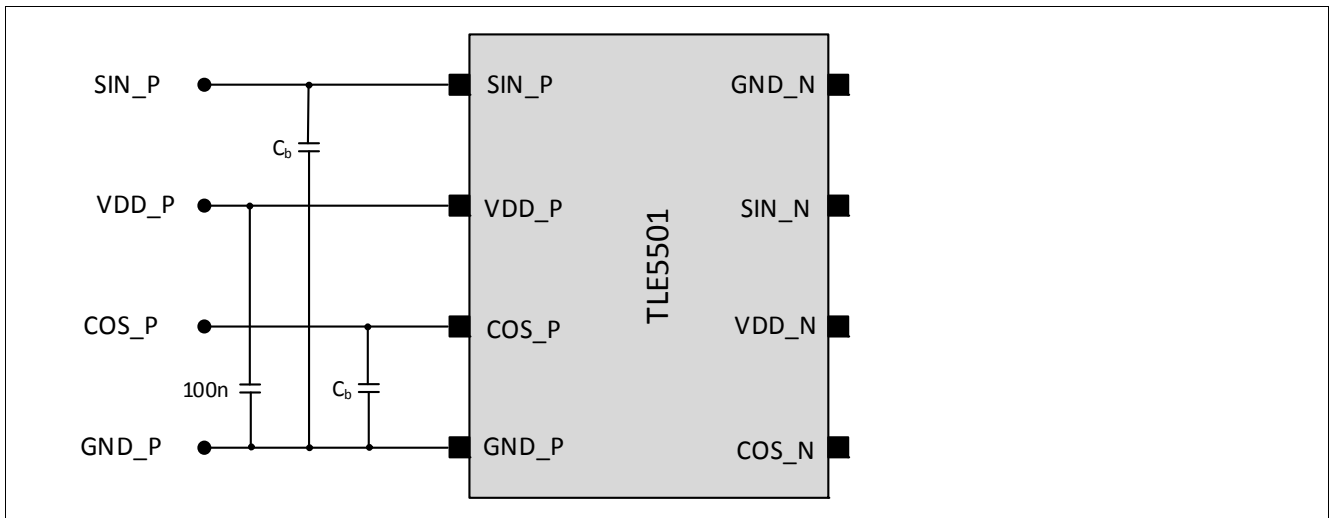 SIN_P
SIN_P
GND_N
C_b
VDD_P
VDD_P
SIN_N
TLE5501
COS_P
COS_P
VDD_N
100n
C_b
GND_P
GND_P
COS_N